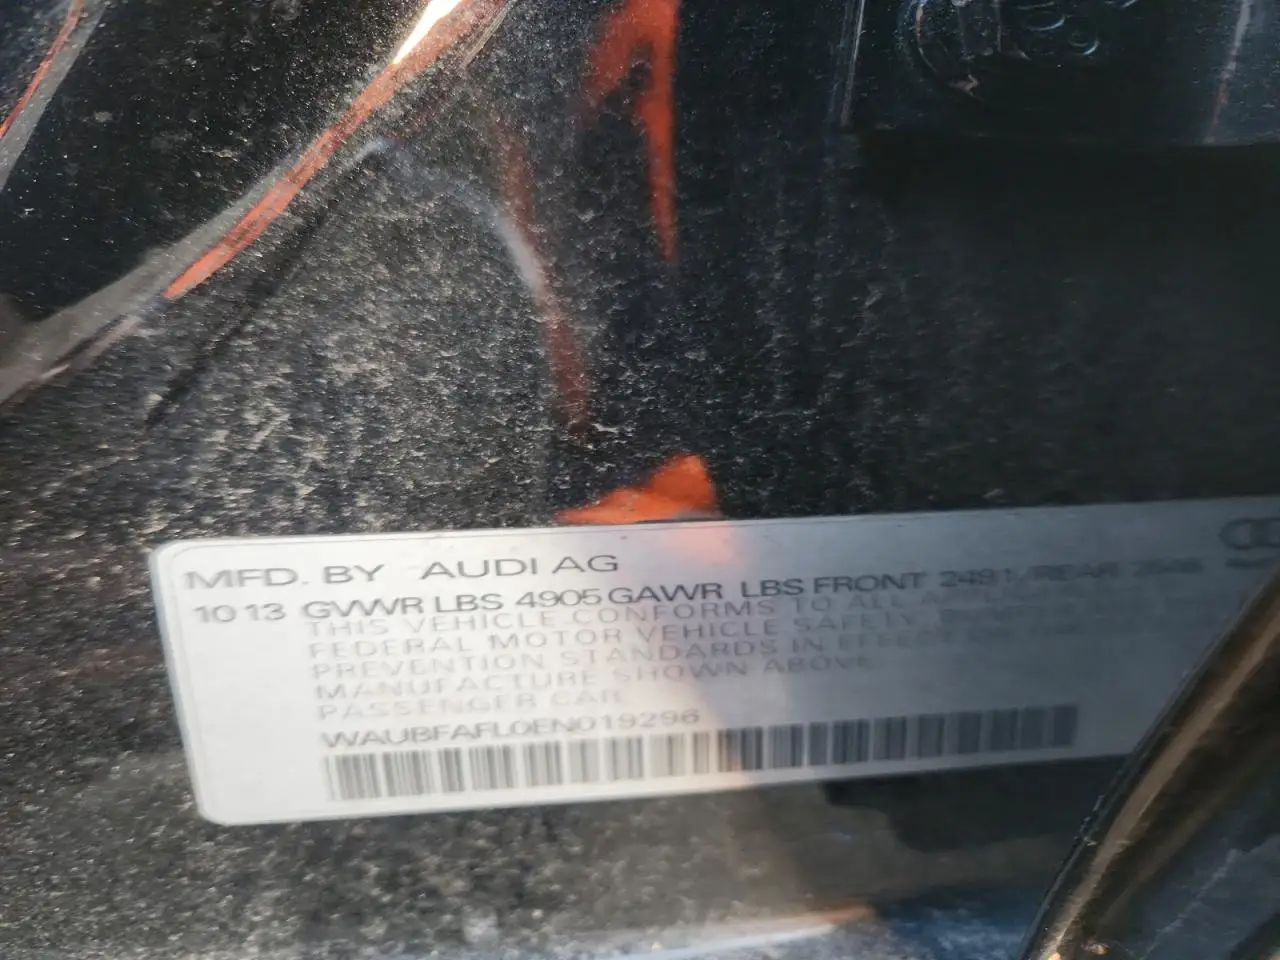 MFD. BY AUDI AG
10 13 GVWR LBS 4905 GAWR LBS FRONT 2491/REAR
THIS VEHICLE CONFORMS TO ALL
FEDERAL MOTOR VEHICLE SAFETY
PREVENTION STANDARDS IN EFFECT
MANUFACTURE SHOWN ABOVE
PASSENGER CAR
WAUBFAFL0EN019296